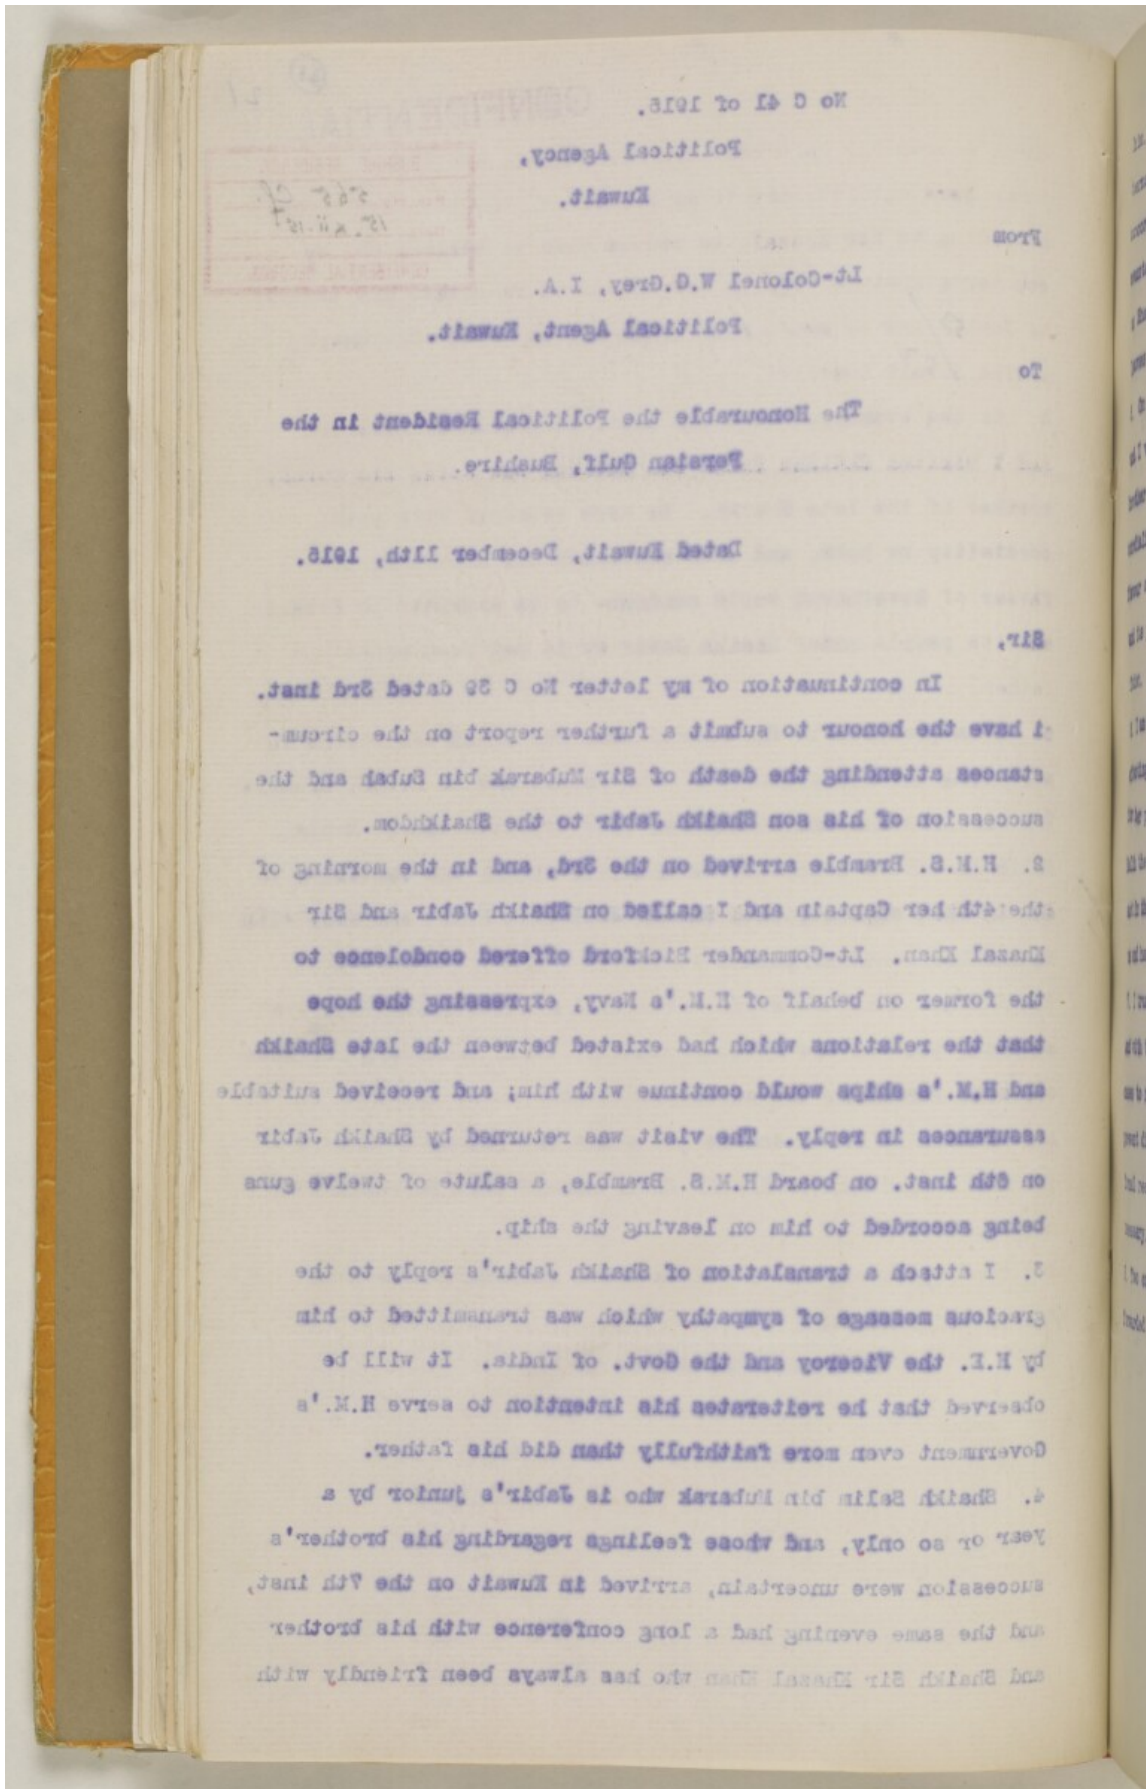 No C 41 of 1915.
Political Agency,
Kuwait.
565 Cf.
15.xii.15
From
Lt-Colonel W.G.Grey, I.A.
Political Agent, Kuwait.
To
The Honourable the Political Resident in the
Persian Gulf, Bushire.
Dated Kuwait, December 11th, 1915.
Sir,
In continuation of my letter No C 39 dated 3rd inst.
i have the honour to submit a further report on the circum-
stances attending the death of Sir Mubarak bin Subah and the
succession of his son Shaikh Jabir to the Shaikhdom.
2. H.M.S. Bramble arrived on the 3rd, and in the morning of
the 4th her Captain and I called on Shaikh Jabir and Sir
Khazal Khan. Lt-Commander Bickford offered condolence to
the former on behalf of H.M.'s Navy, expressing the hope
that the relations which had existed between the late Shaikh
and H.M.'s ships would continue with him; and received suitable
assurances in reply. The visit was returned by Shaikh Jabir
on 6th inst. on board H.M.S. Bramble, a salute of twelve guns
being accorded to him on leaving the ship.
3. I attach a translation of Shaikh Jabir's reply to the
gracious message of sympathy which was transmitted to him
by H.E. the Viceroy and the Govt. of India. It will be
observed that he reiterates his intention to serve H.M.'s
Government even more faithfully than did his father.
4. Shaikh Salim bin Mubarak who is Jabir's junior by a
year or so only, and whose feelings regarding his brother's
succession were uncertain, arrived in Kuwait on the 7th inst,
and the same evening had a long conference with his brother
and Shaikh Sir Khazal Khan who has always been friendly with